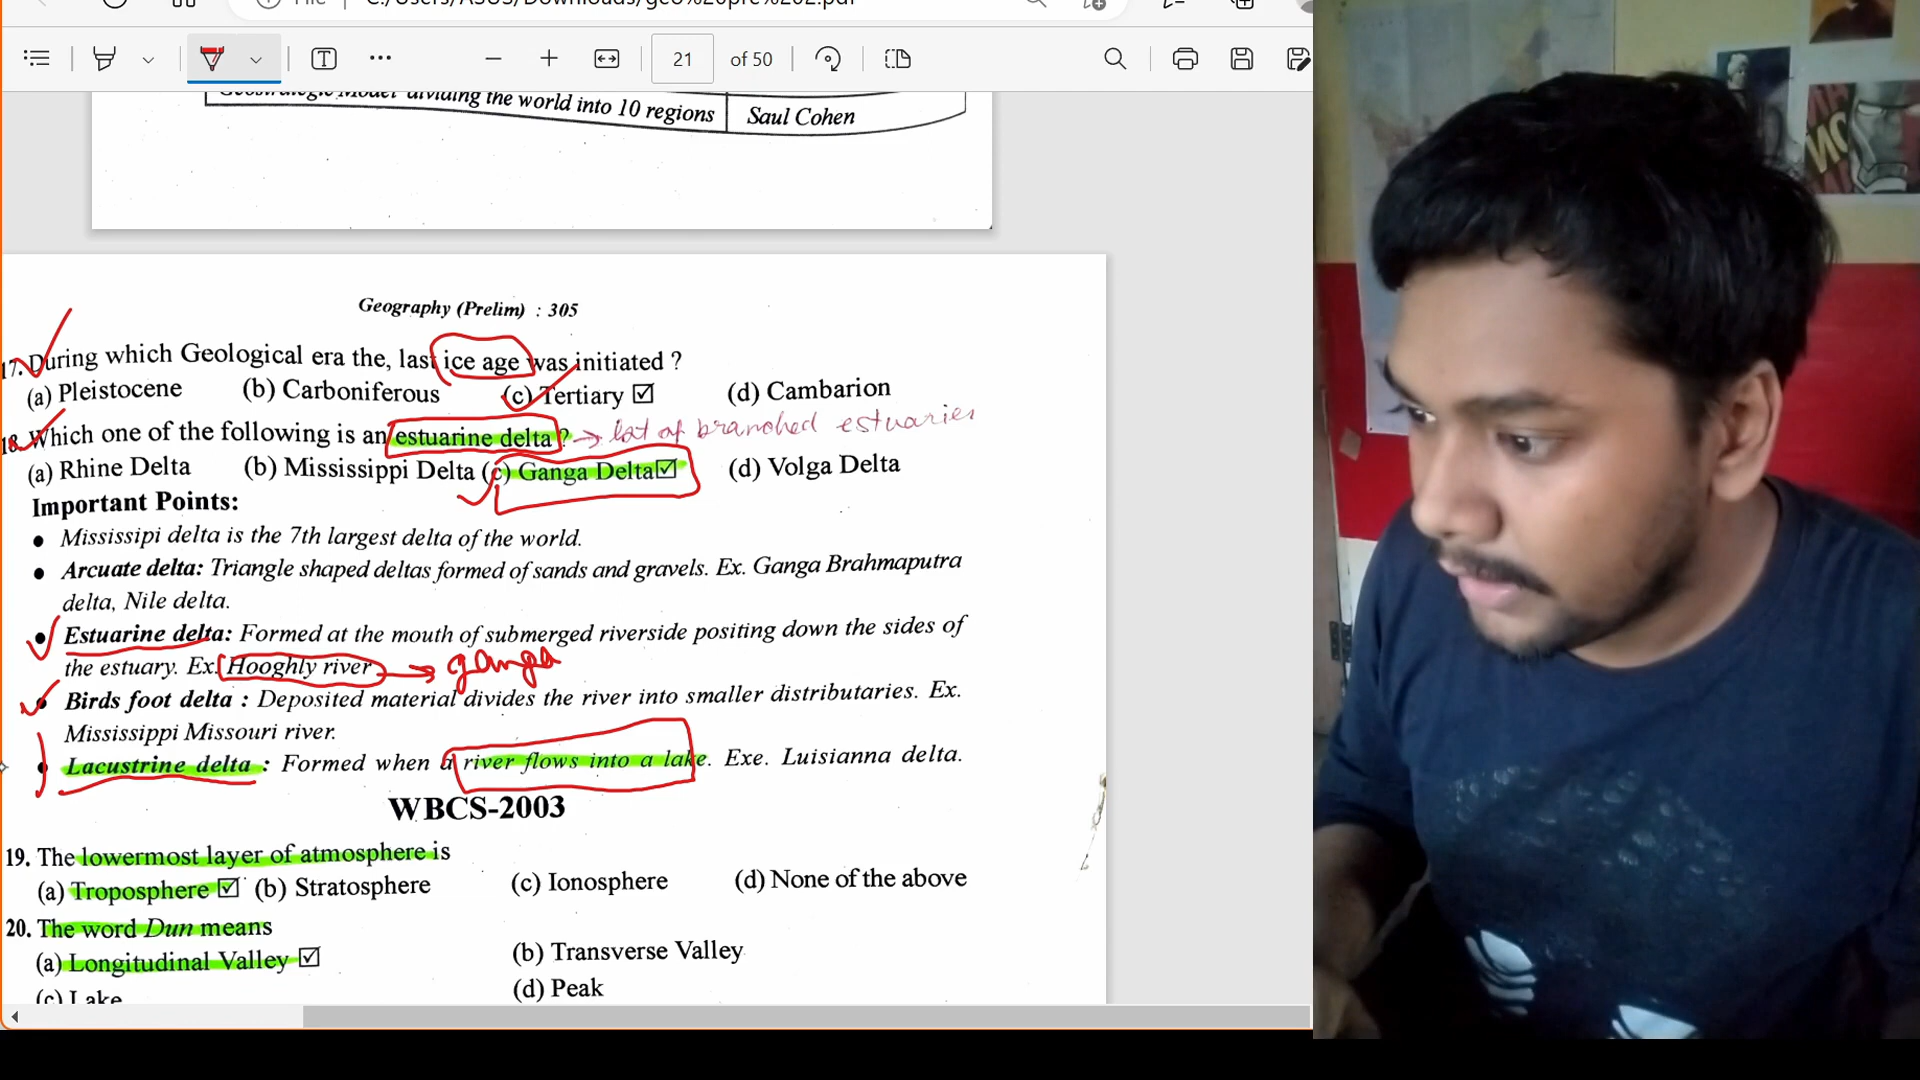 21 of 50
dividing the world into 10 regions Saul Cohen
Geography (Prelim) : 305
17. During which Geological era the, last ice age was initiated ?
(a) Pleistocene (b) Carboniferous (c) Tertiary ☑ (d) Cambarion
18. Which one of the following is an estuarine delta ? → lot of branched estuaries
(a) Rhine Delta (b) Mississippi Delta (c) Ganga Delta ☑ (d) Volga Delta
Important Points:
• Mississipi delta is the 7th largest delta of the world.
• Arcuate delta: Triangle shaped deltas formed of sands and gravels. Ex. Ganga Brahmaputra
delta, Nile delta.
• Estuarine delta: Formed at the mouth of submerged riverside positing down the sides of
the estuary. Ex. Hooghly river → ganga
• Birds foot delta : Deposited material divides the river into smaller distributaries. Ex.
Mississippi Missouri river.
• Lacustrine delta : Formed when a river flows into a lake. Exe. Luisianna delta.
WBCS-2003
19. The lowermost layer of atmosphere is
(a) Troposphere ☑ (b) Stratosphere (c) Ionosphere (d) None of the above
20. The word Dun means
(a) Longitudinal Valley ☑ (b) Transverse Valley
(c) Lake (d) Peak